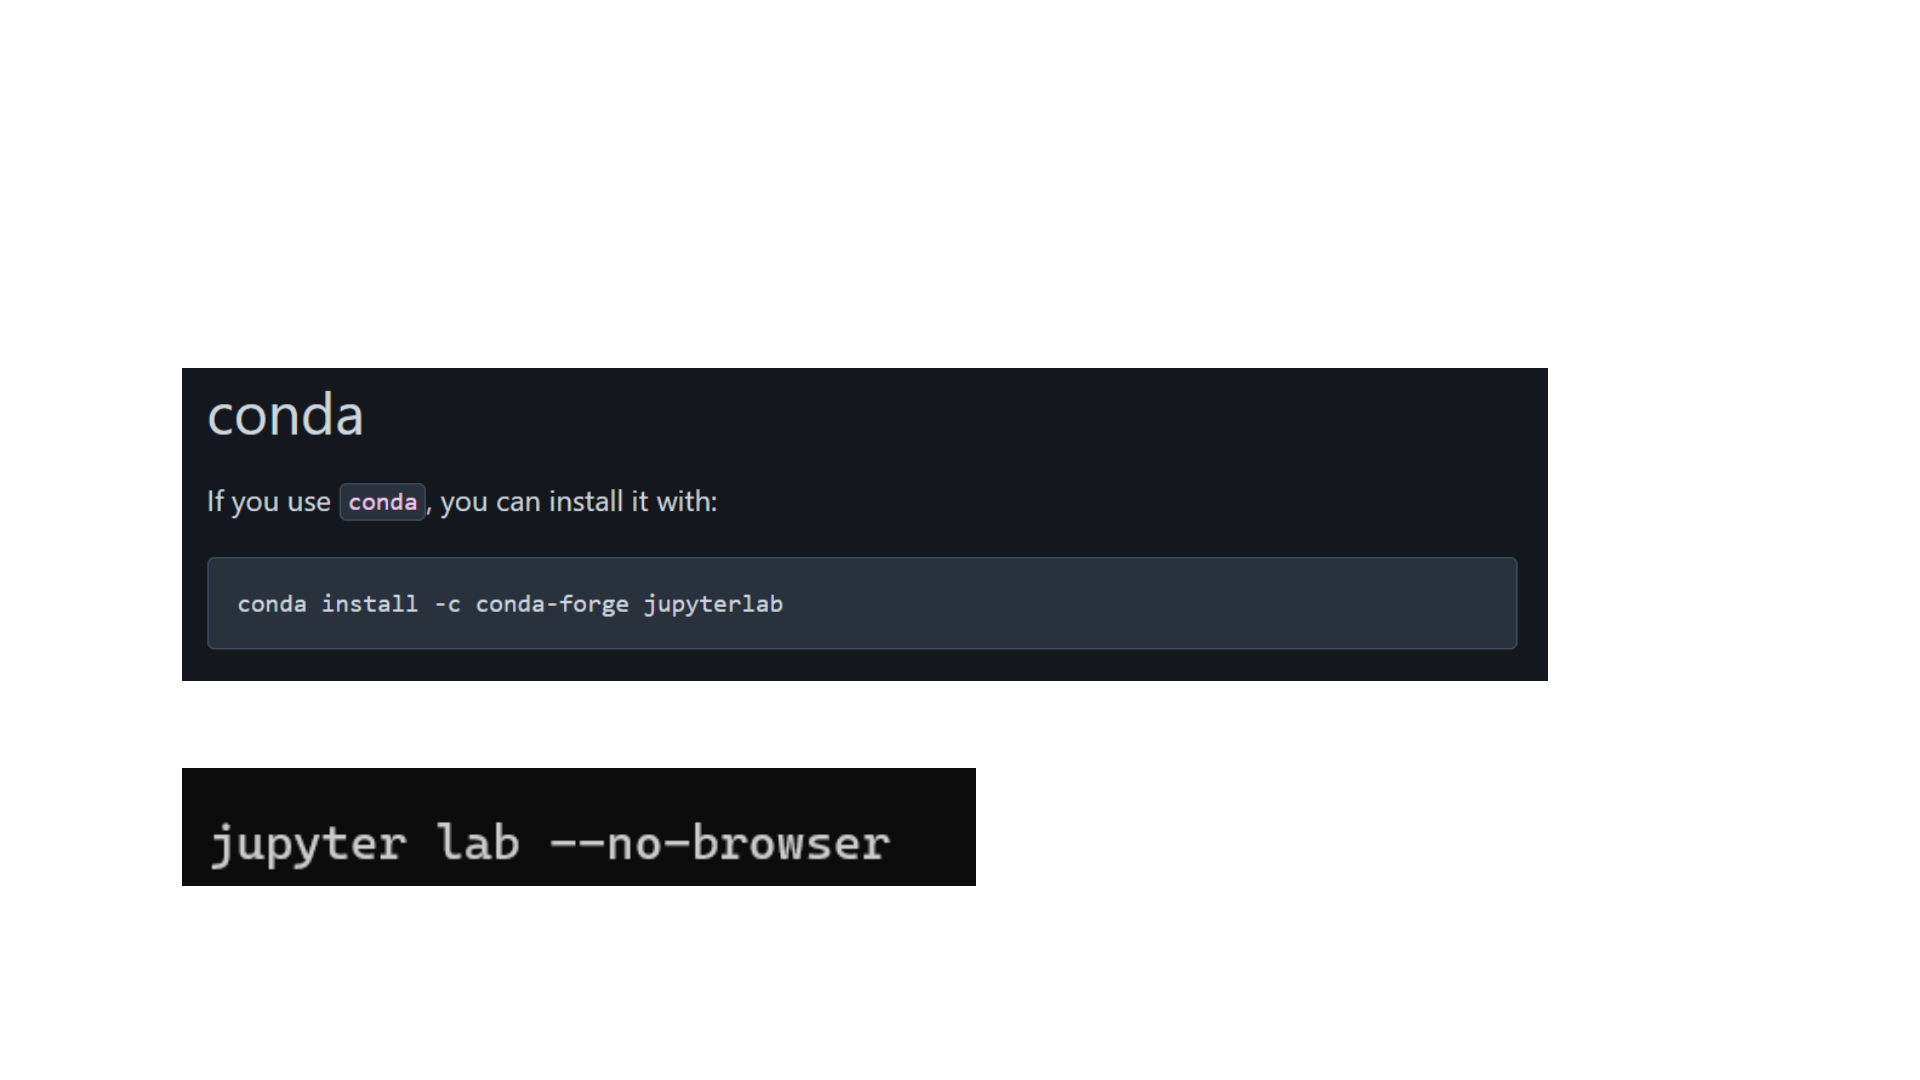 conda
If you use conda, you can install it with:
conda install -c conda-forge jupyterlab
jupyter lab --no-browser